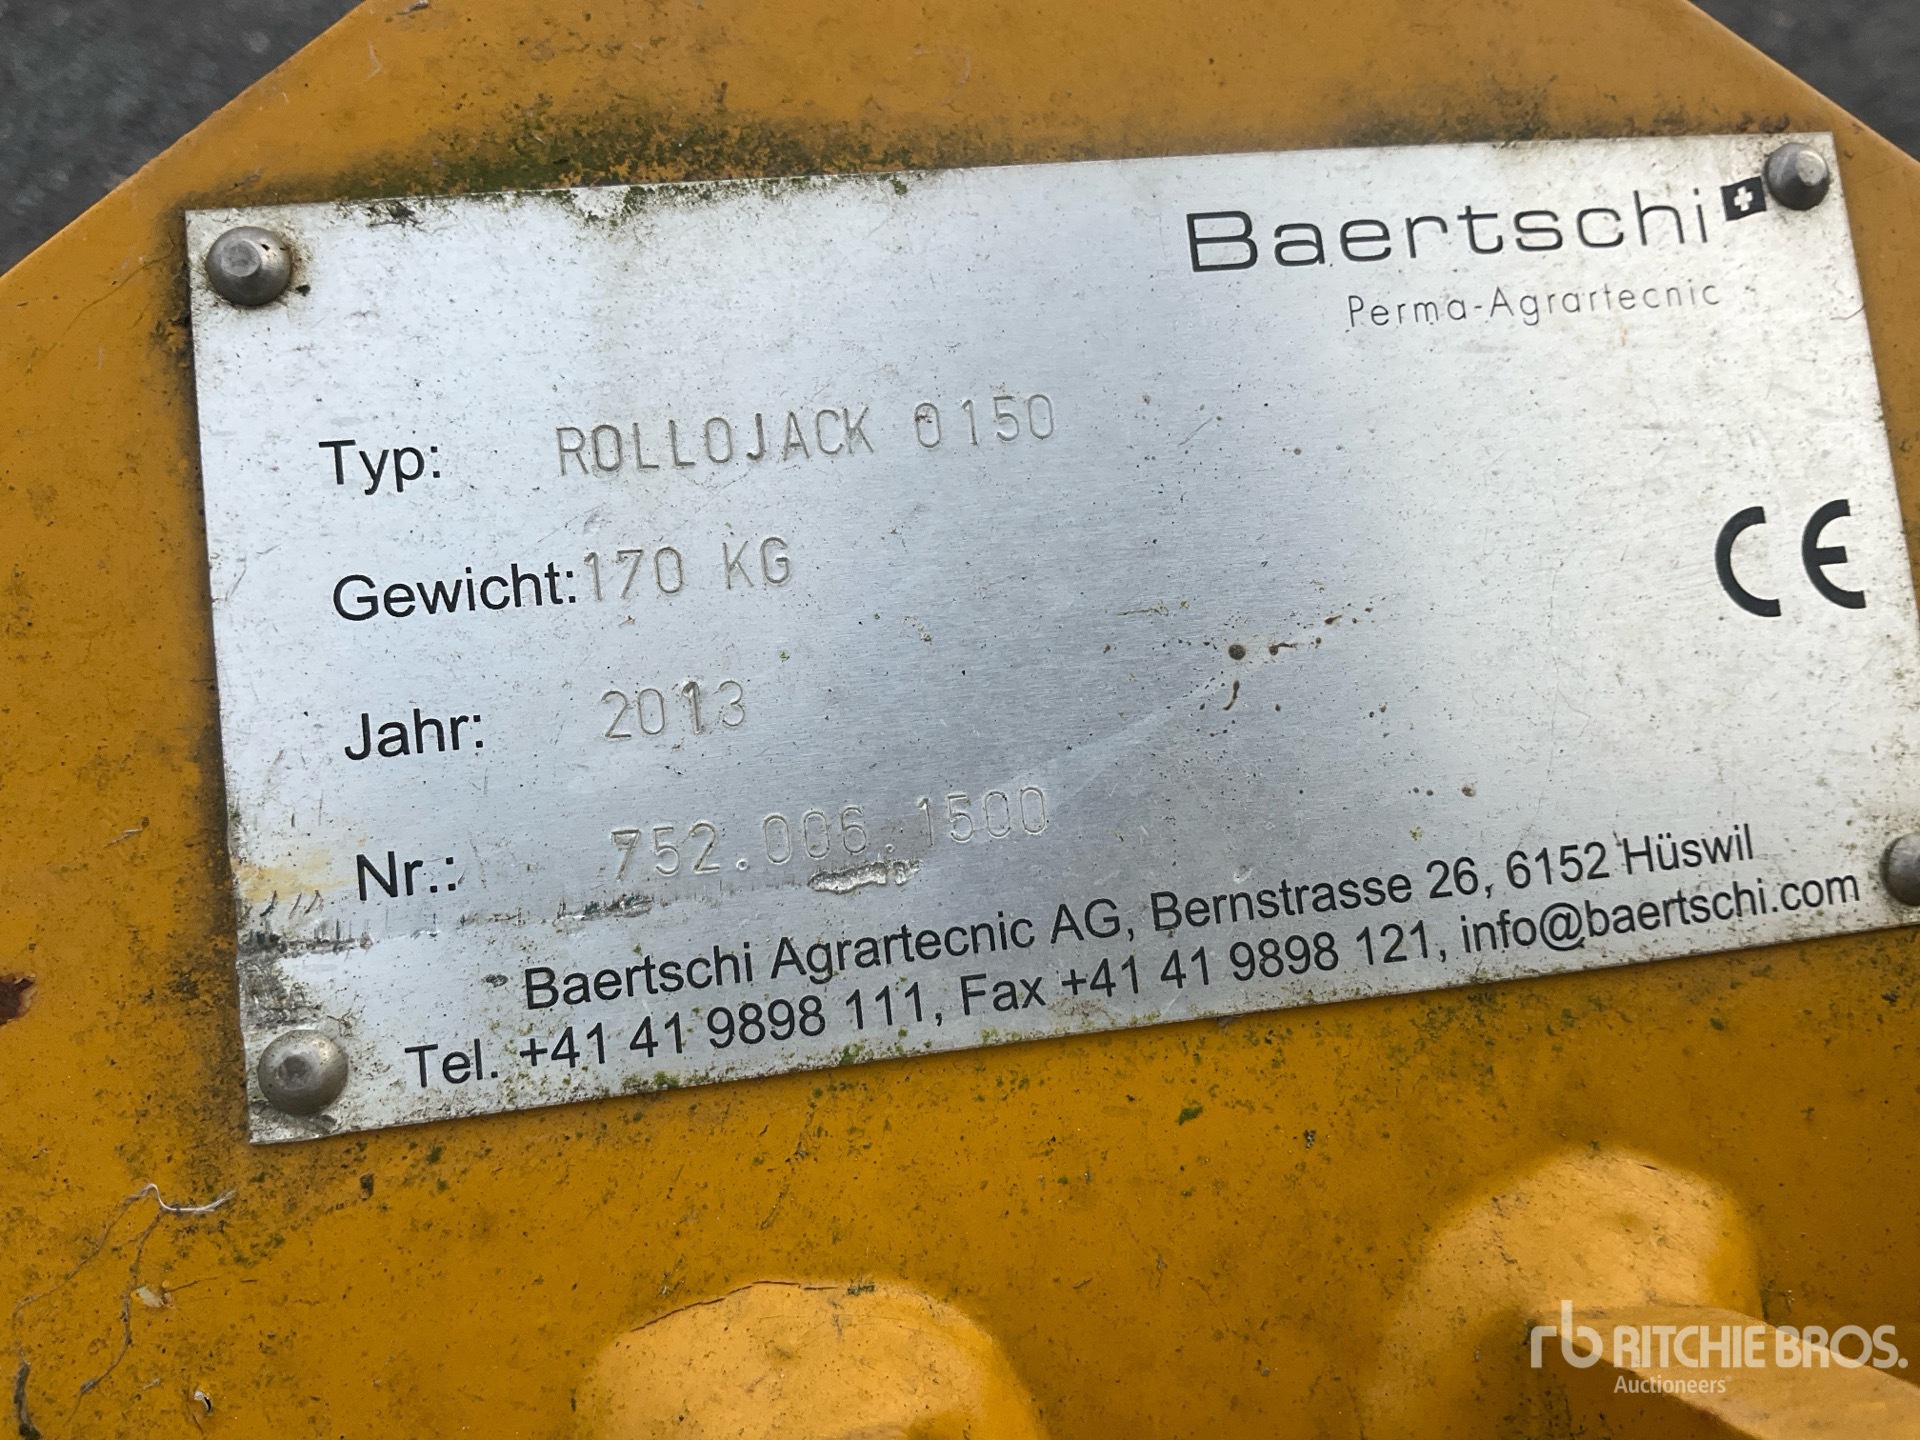 Baertschi
Perma-Agrartecnic
Typ: ROLLOJACK 0150
Gewicht: 170 KG
CE
Jahr: 2013
Nr.: 752.006.1500
Baertschi Agrartecnic AG, Bernstrasse 26, 6152 Hüswil
Tel. +41 41 9898 111, Fax +41 41 9898 121, info@baertschi.com
rb RITCHIE BROS.
Auctioneers